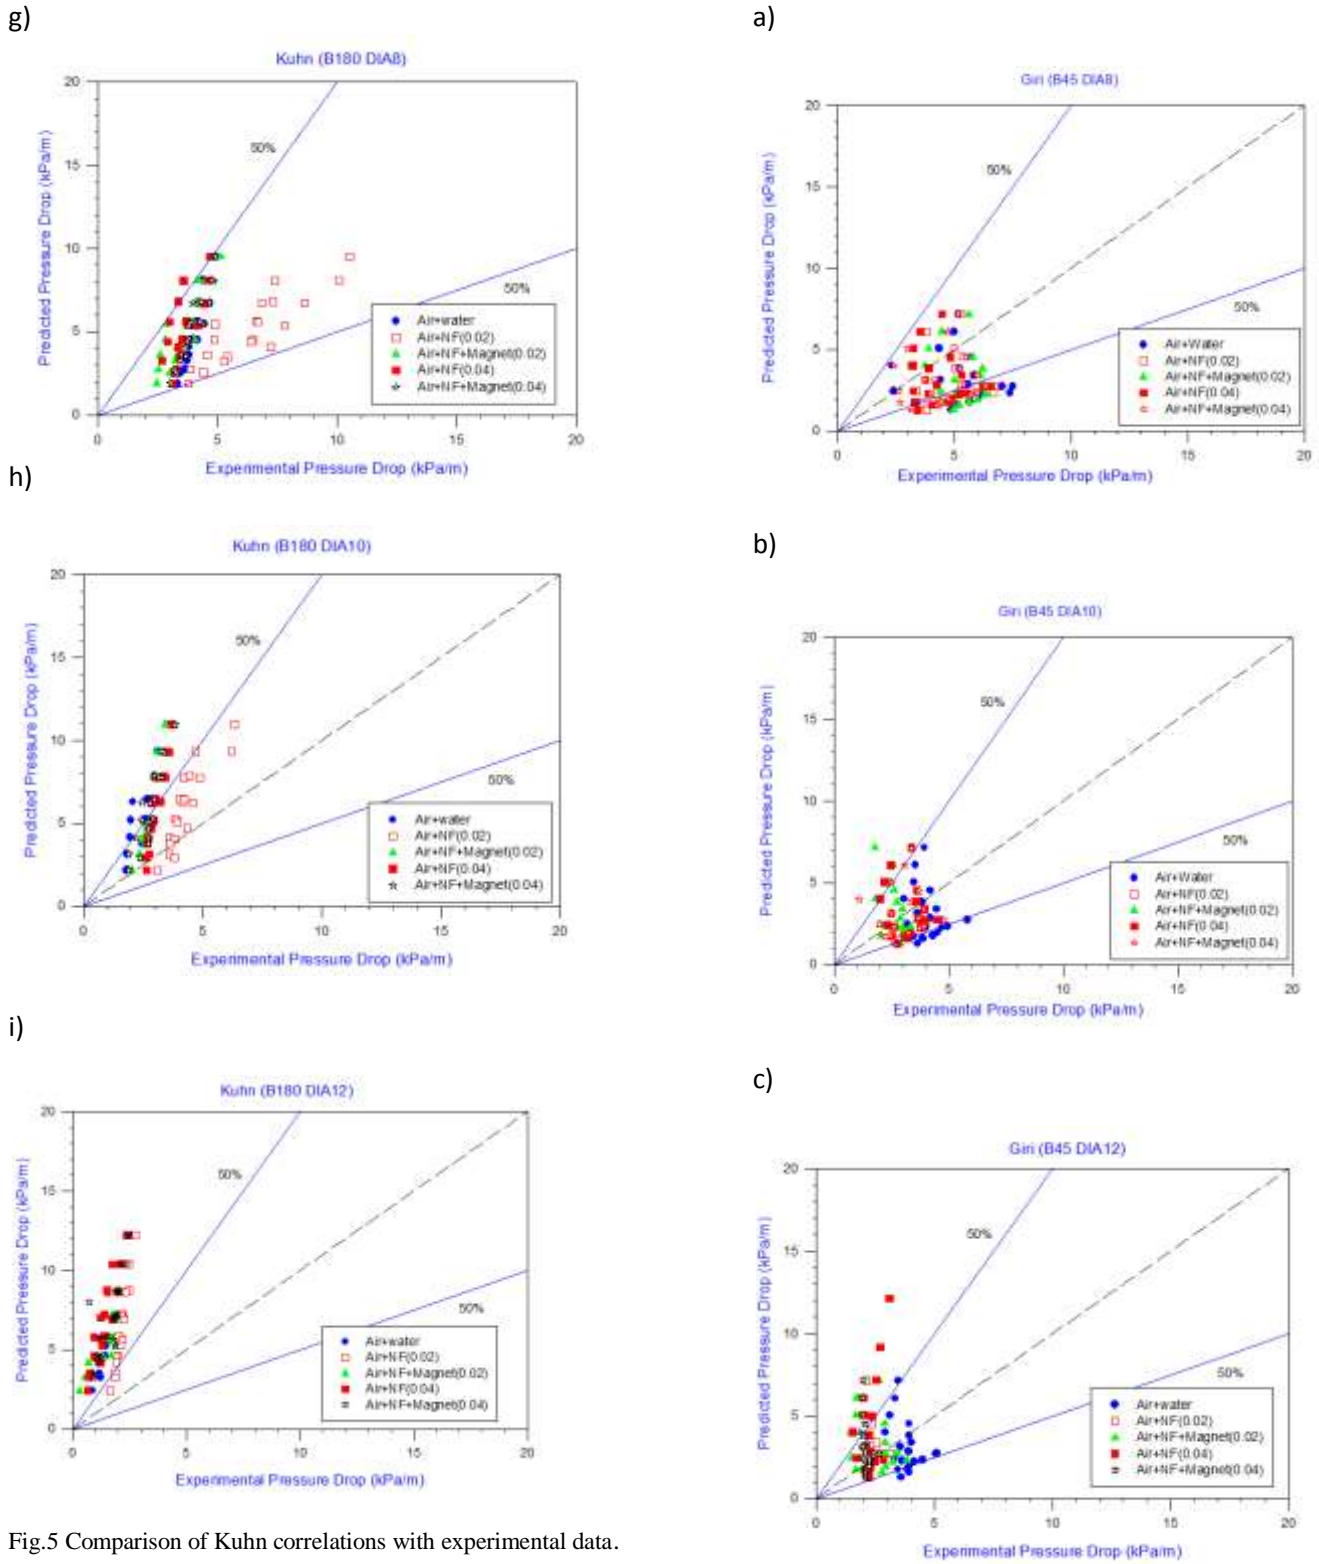 g)
Kuhn (B180 DIA8)
Predicted Pressure Drop (kPa/m)
20
15
10
5
0
50%
50%
Air+water
Air+NF(0.02)
Air+NF+Magnet(0.02)
Air+NF(0.04)
Air+NF+Magnet(0.04)
0 5 10 15 20
Experimental Pressure Drop (kPa/m)
h)
Kuhn (B180 DIA10)
Predicted Pressure Drop (kPa/m)
20
15
10
5
0
50%
50%
Air+water
Air+NF(0.02)
Air+NF+Magnet(0.02)
Air+NF(0.04)
Air+NF+Magnet(0.04)
0 5 10 15 20
Experimental Pressure Drop (kPa/m)
i)
Kuhn (B180 DIA12)
Predicted Pressure Drop (kPa/m)
20
15
10
5
0
50%
50%
Air+water
Air+NF(0.02)
Air+NF+Magnet(0.02)
Air+NF(0.04)
Air+NF+Magnet(0.04)
0 5 10 15 20
Experimental Pressure Drop (kPa/m)
Fig.5 Comparison of Kuhn correlations with experimental data.
a)
Giri (B45 DIA8)
Predicted Pressure Drop (kPa/m)
20
15
10
5
0
50%
50%
Air+Water
Air+NF(0.02)
Air+NF+Magnet(0.02)
Air+NF(0.04)
Air+NF+Magnet(0.04)
0 5 10 15 20
Experimental Pressure Drop (kPa/m)
b)
Giri (B45 DIA10)
Predicted Pressure Drop (kPa/m)
20
15
10
5
0
50%
50%
Air+Water
Air+NF(0.02)
Air+NF+Magnet(0.02)
Air+NF(0.04)
Air+NF+Magnet(0.04)
0 5 10 15 20
Experimental Pressure Drop (kPa/m)
c)
Giri (B45 DIA12)
Predicted Pressure Drop (kPa/m)
20
15
10
5
0
50%
50%
Air+water
Air+NF(0.02)
Air+NF+Magnet(0.02)
Air+NF(0.04)
Air+NF+Magnet(0.04)
0 5 10 15 20
Experimental Pressure Drop (kPa/m)